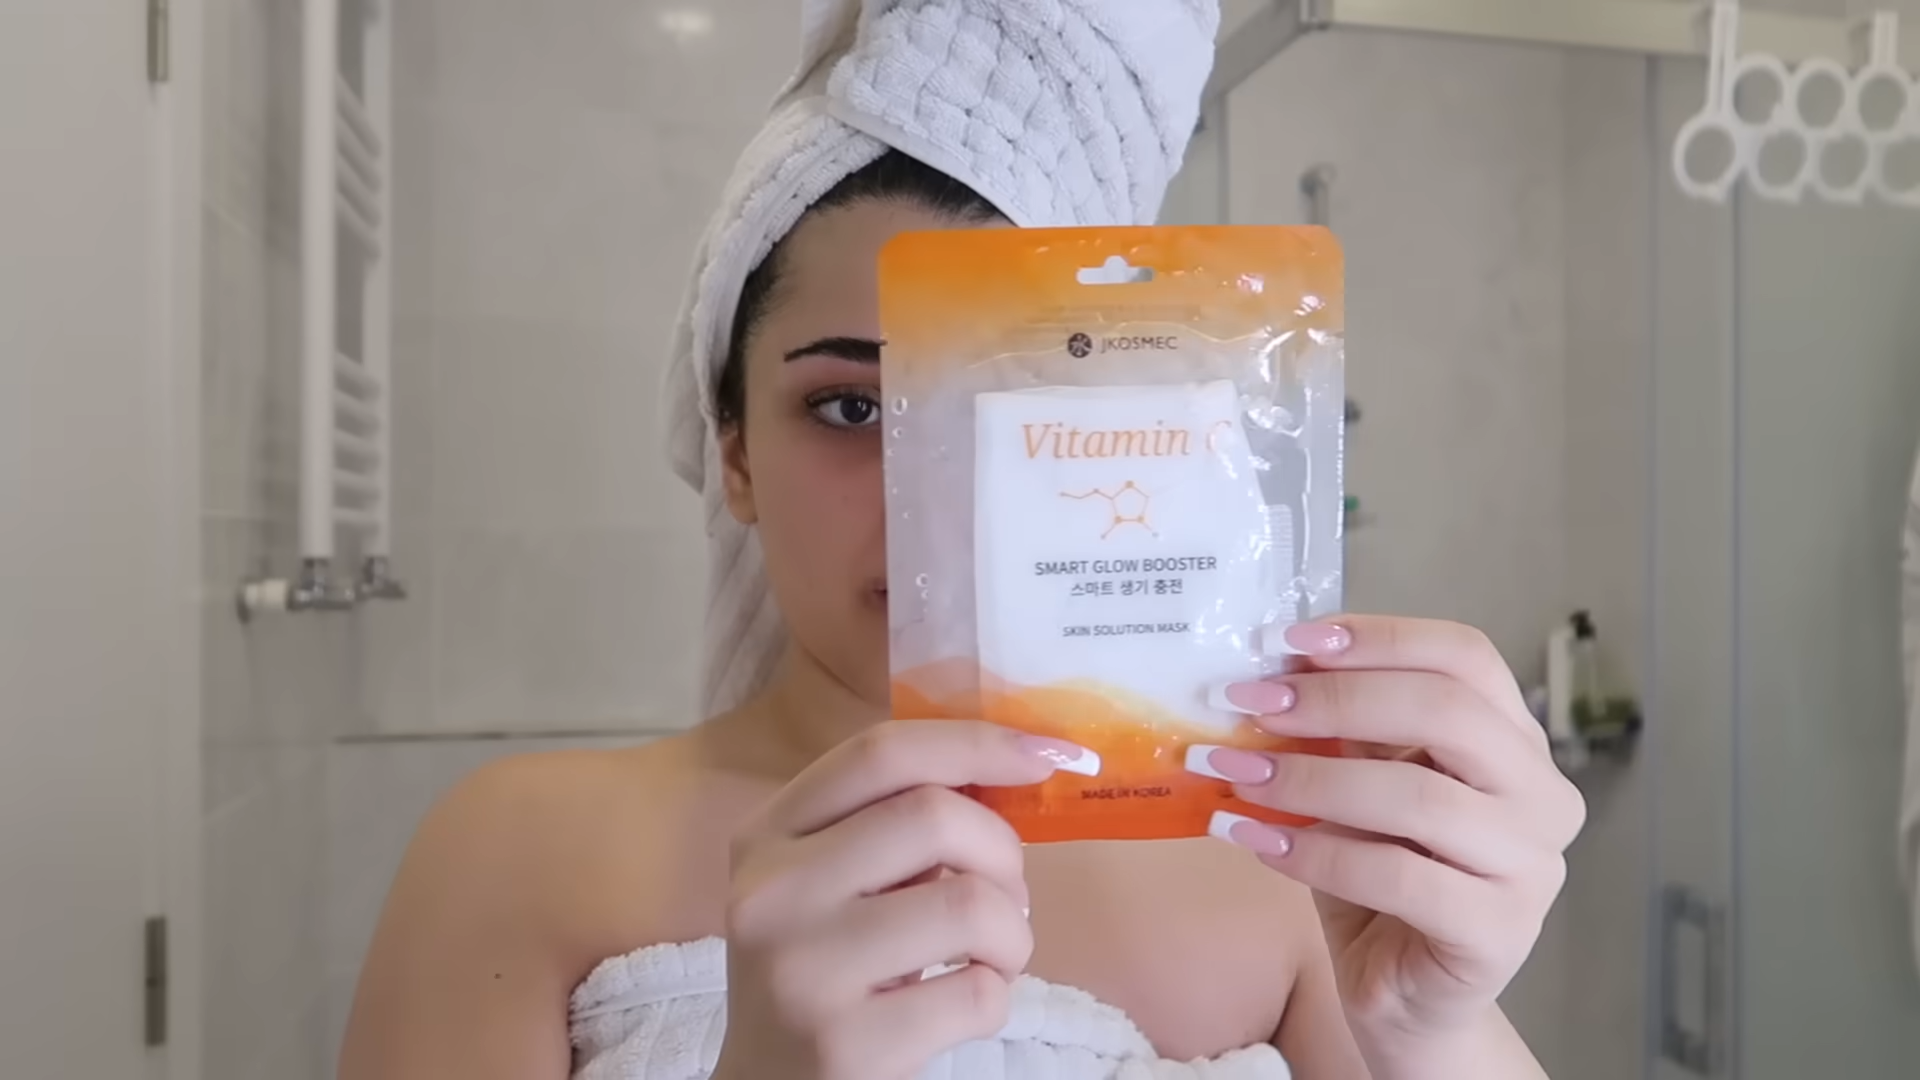 JKOSMEC
Vitamin C
SMART GLOW BOOSTER
스마트 생기 충전
SKIN SOLUTION MASK
MADE IN KOREA